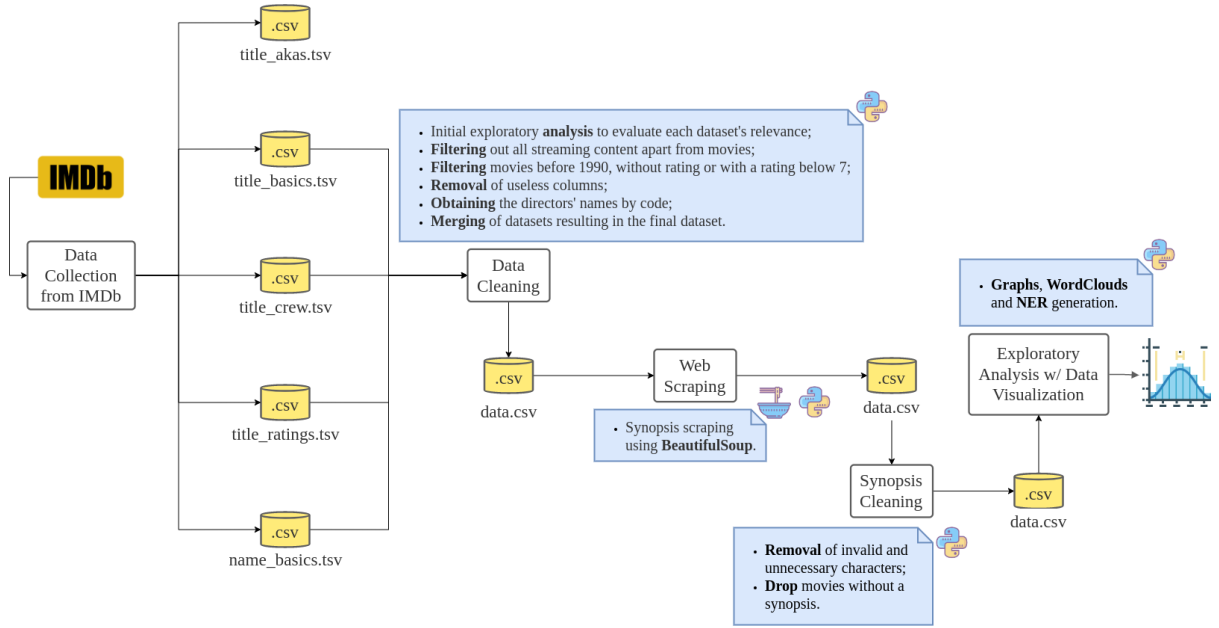 .csv
title_akas.tsv
.csv
title_basics.tsv
IMDb
Data
Collection
from IMDb
.csv
title_crew.tsv
.csv
title_ratings.tsv
.csv
name_basics.tsv
• Initial exploratory analysis to evaluate each dataset's relevance;
• Filtering out all streaming content apart from movies;
• Filtering movies before 1990, without rating or with a rating below 7;
• Removal of useless columns;
• Obtaining the directors' names by code;
• Merging of datasets resulting in the final dataset.
Data
Cleaning
.csv
data.csv
Web
Scraping
• Synopsis scraping
using BeautifulSoup.
.csv
data.csv
Synopsis
Cleaning
• Removal of invalid and
unnecessary characters;
• Drop movies without a
synopsis.
.csv
data.csv
• Graphs, WordClouds
and NER generation.
Exploratory
Analysis w/ Data
Visualization